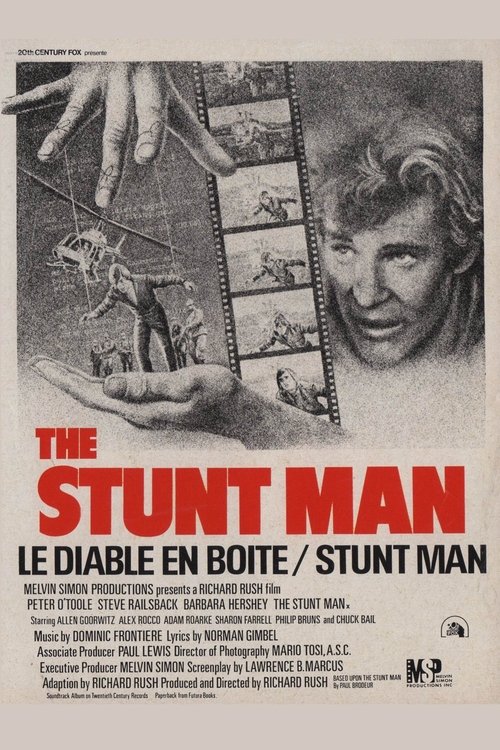 20th CENTURY FOX presente
THE
STUNT MAN
LE DIABLE EN BOITE / STUNT MAN
MELVIN SIMON PRODUCTIONS presents a RICHARD RUSH film
PETER O'TOOLE STEVE RAILSBACK BARBARA HERSHEY THE STUNT MAN x
Starring ALLEN GOORWITZ ALEX ROCCO ADAM ROARKE SHARON FARRELL PHILIP BRUNS and CHUCK BAIL
Music by DOMINIC FRONTIERE Lyrics by NORMAN GIMBEL
Associate Producer PAUL LEWIS Director of Photography MARIO TOSI, A.S.C.
Executive Producer MELVIN SIMON Screenplay by LAWRENCE B. MARCUS
Adaption by RICHARD RUSH Produced and Directed by RICHARD RUSH
BASED UPON THE STUNT MAN
By PAUL BRODEUR
Soundtrack Album on Twentieth Century Records Paperback from Futura Books.
MSP
MELVIN
SIMON
PRODUCTIONS INC